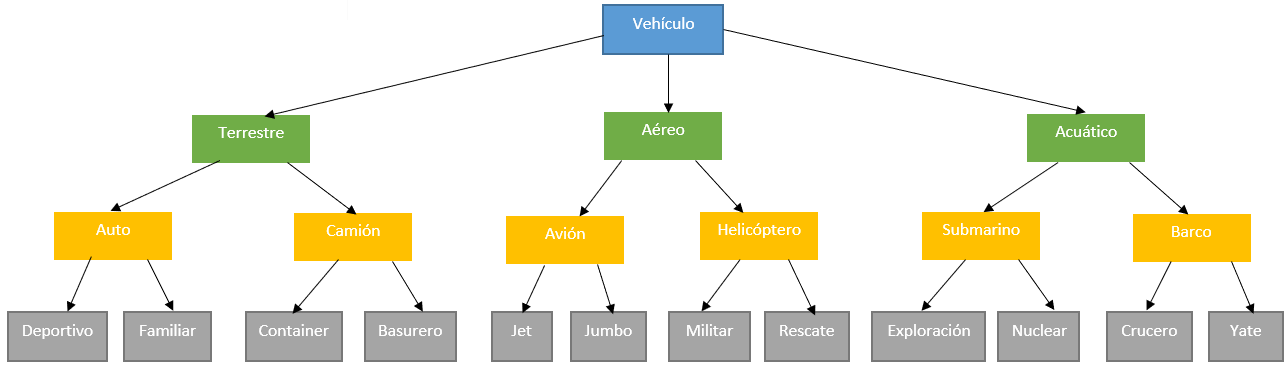 Vehículo
Terrestre
Aéreo
Acuático
Auto
Camión
Avión
Helicóptero
Submarino
Barco
Deportivo
Familiar
Container
Basurero
Jet
Jumbo
Militar
Rescate
Exploración
Nuclear
Crucero
Yate